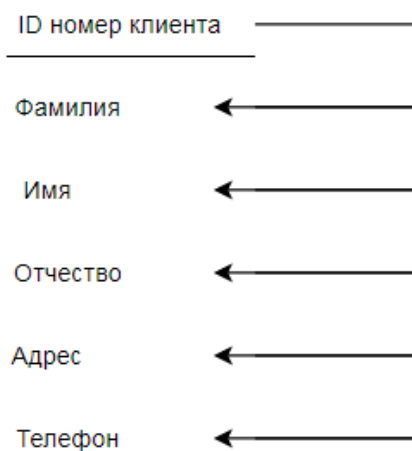 ID номер клиента
Фамилия
Имя
Отчество
Адрес
Телефон